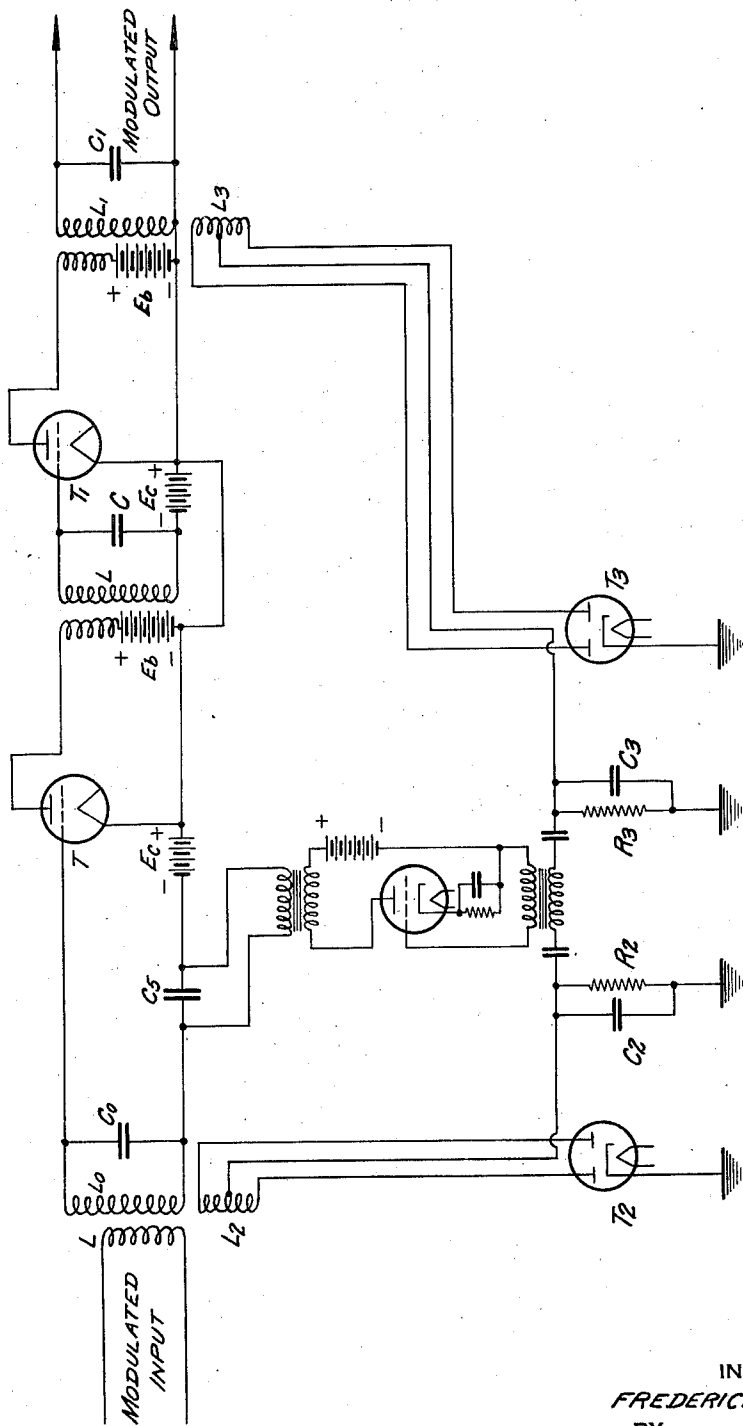 MODULATED
INPUT
L
L0
C0
L2
T
C5
Ec
+
-
Eb
+
-
L
C
T1
Ec
+
-
Eb
+
-
L1
C1
MODULATED
OUTPUT
L3
+
-
T2
C2
R2
R3
C3
T3
IN
FREDERIC
BY